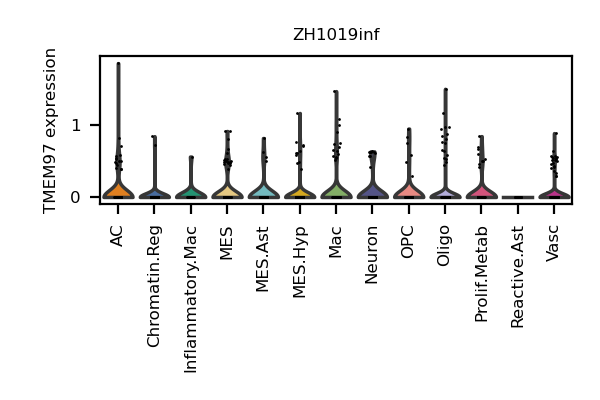 ZH1019inf
TMEM97 expression
1
0
AC
Chromatin.Reg
Inflammatory.Mac
MES
MES.Ast
MES.Hyp
Mac
Neuron
OPC
Oligo
Prolif.Metab
Reactive.Ast
Vasc